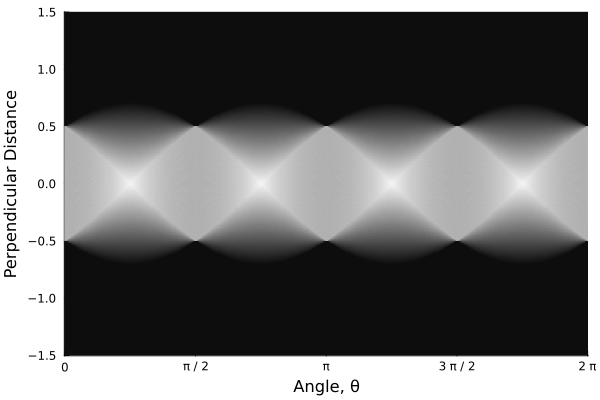 1.5
1.0
0.5
0.0
−0.5
−1.0
−1.5
Perpendicular Distance
0
π / 2
π
3 π / 2
2 π
Angle, θ